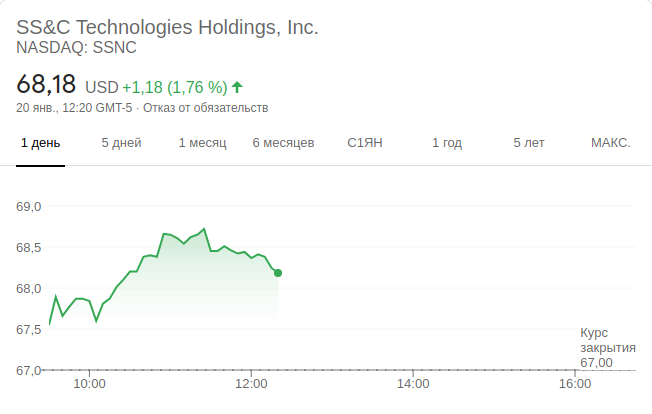 SS&C Technologies Holdings, Inc.
NASDAQ: SSNC
68,18 USD +1,18 (1,76 %)
20 янв., 12:20 GMT-5 · Отказ от обязательств
1 день 5 дней 1 месяц 6 месяцев С1ЯН 1 год 5 лет МАКС.
69,0
68,5
68,0
67,5
67,0
Курс
закрытия
67,00
10:00 12:00 14:00 16:00